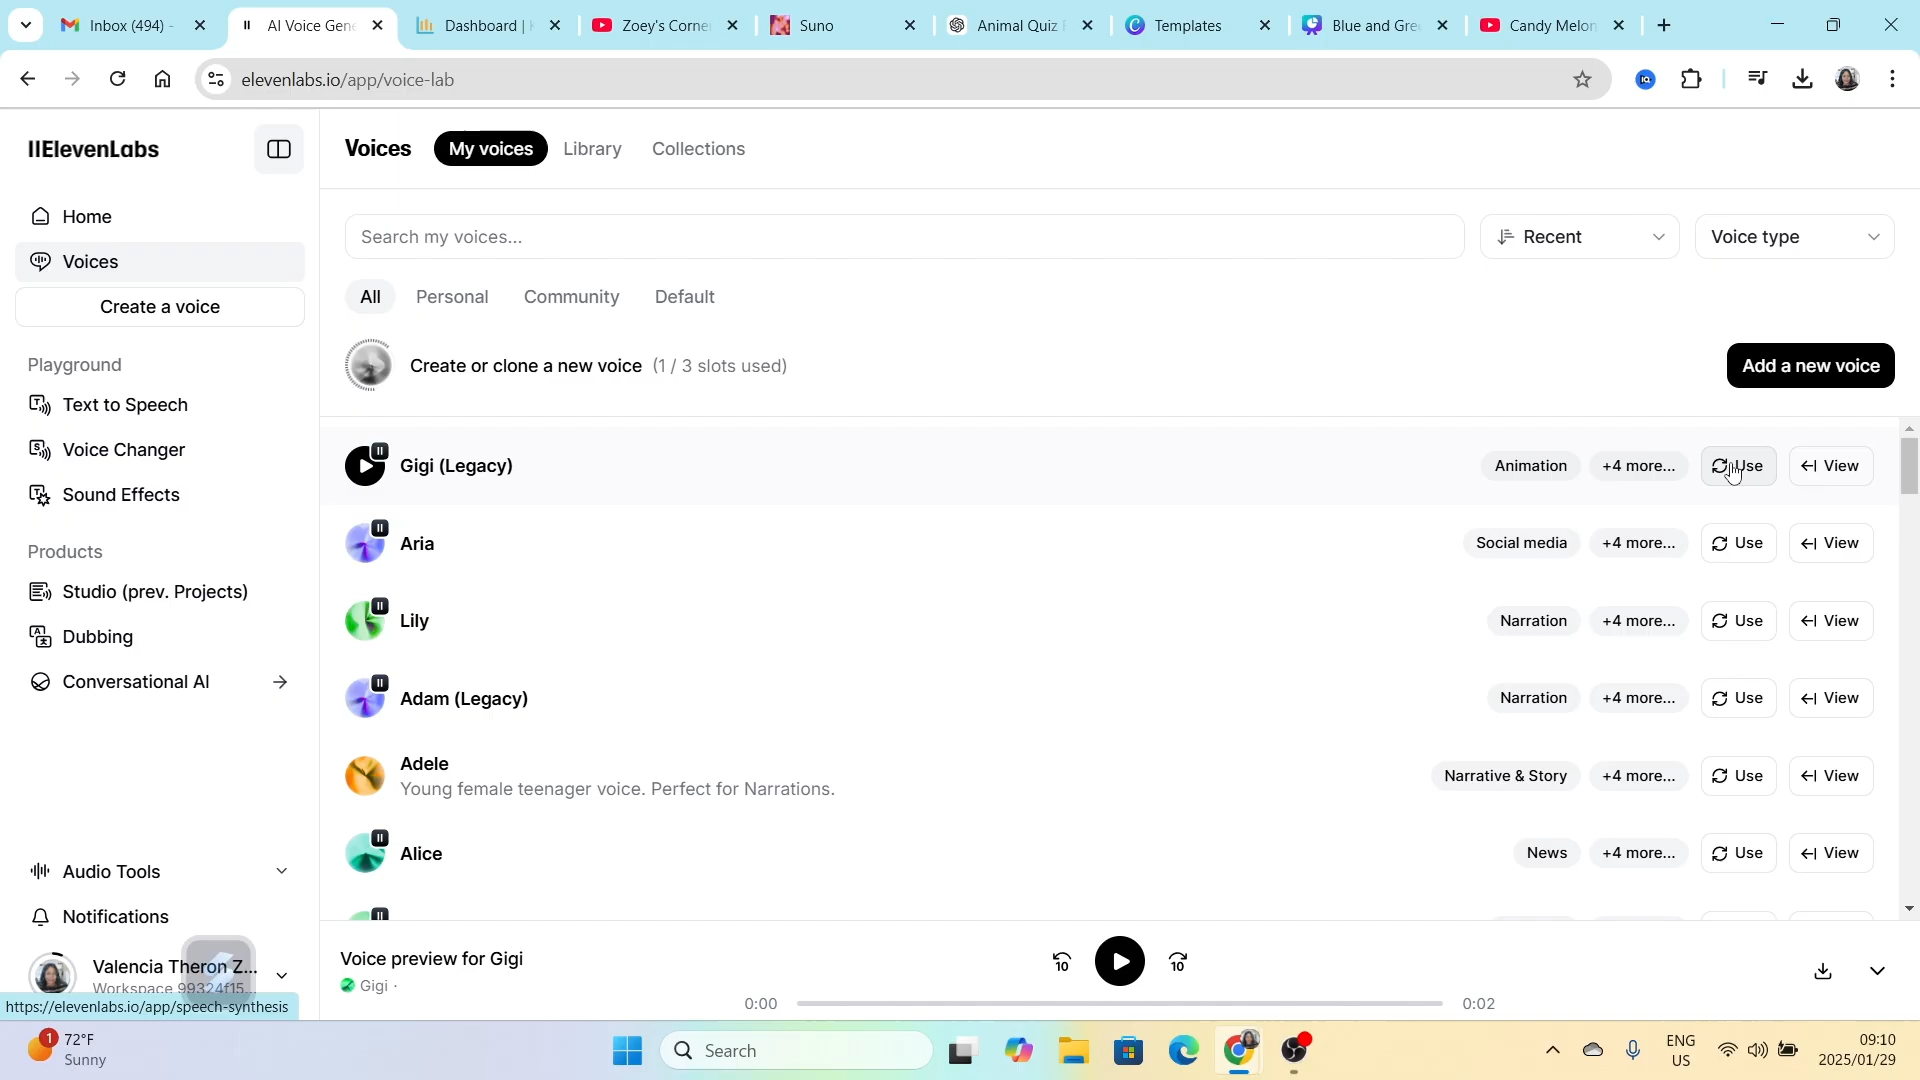 Inbox (494) -
AI Voice Gene
Dashboard |
Zoey's Corne
Suno
Animal Quiz
Templates
Blue and Gre
Candy Melon
elevenlabs.io/app/voice-lab
IIElevenLabs
Home
Voices
Create a voice
Playground
Text to Speech
Voice Changer
Sound Effects
Products
Studio (prev. Projects)
Dubbing
Conversational AI
Audio Tools
Notifications
Valencia Theron Z...
Workspace 99324f15...
https://elevenlabs.io/app/speech-synthesis
Voices
My voices
Library
Collections
Search my voices...
Recent
Voice type
All
Personal
Community
Default
Create or clone a new voice (1 / 3 slots used)
Add a new voice
Gigi (Legacy)
Animation
+4 more...
Use
View
Aria
Social media
+4 more...
Use
View
Lily
Narration
+4 more...
Use
View
Adam (Legacy)
Narration
+4 more...
Use
View
Adele
Young female teenager voice. Perfect for Narrations.
Narrative & Story
+4 more...
Use
View
Alice
News
+4 more...
Use
View
Voice preview for Gigi
Gigi ·
10
10
0:00
0:02
1
72°F
Sunny
Search
ENG
US
09:10
2025/01/29